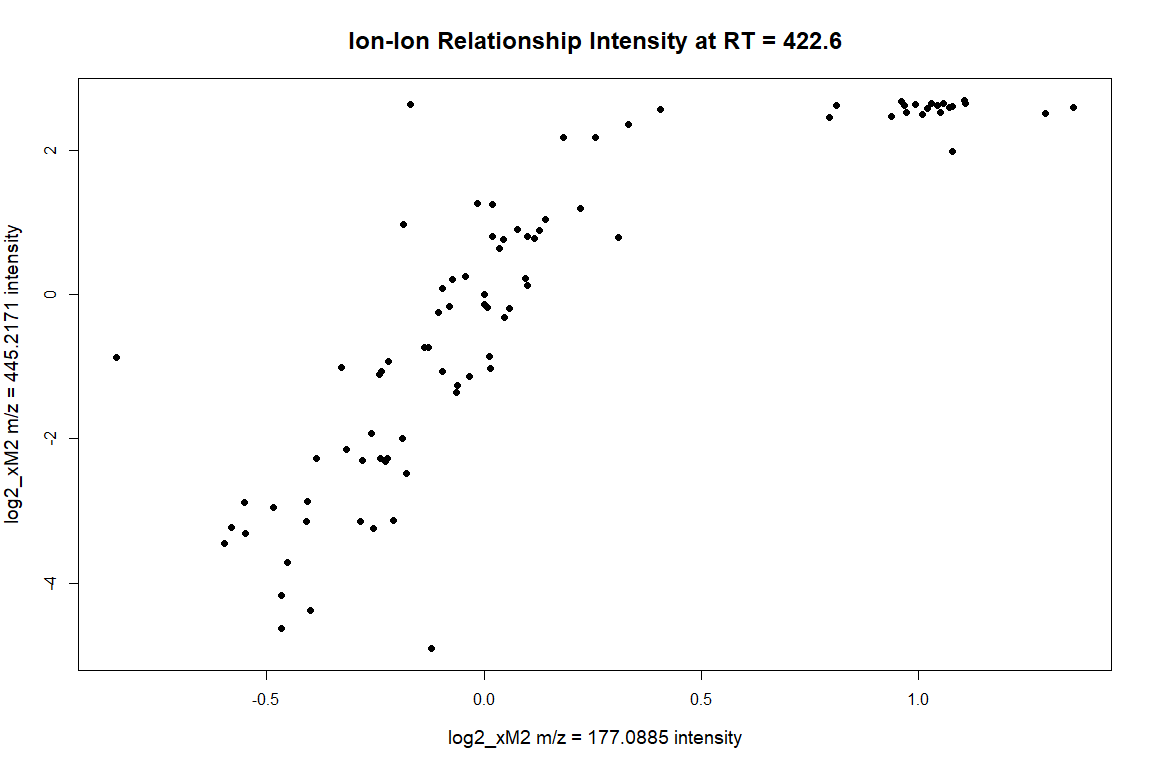 Ion-Ion Relationship Intensity at RT = 422.6
log2_xM2 m/z = 445.2171 intensity
2
0
-2
-4
-0.5 0.0 0.5 1.0
log2_xM2 m/z = 177.0885 intensity